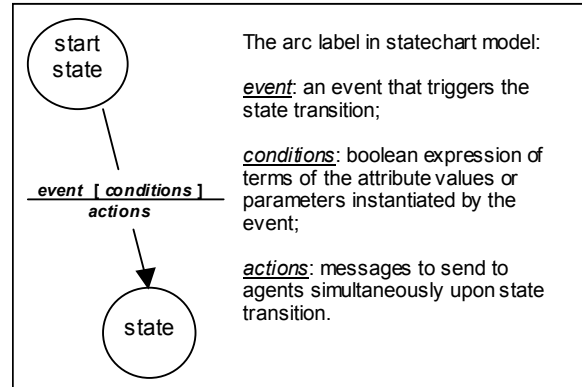 start
state
event [ conditions ]
actions
state
The arc label in statechart model:
event: an event that triggers the
state transition;
conditions: boolean expression of
terms of the attribute values or
parameters instantiated by the
event;
actions: messages to send to
agents simultaneously upon state
transition.